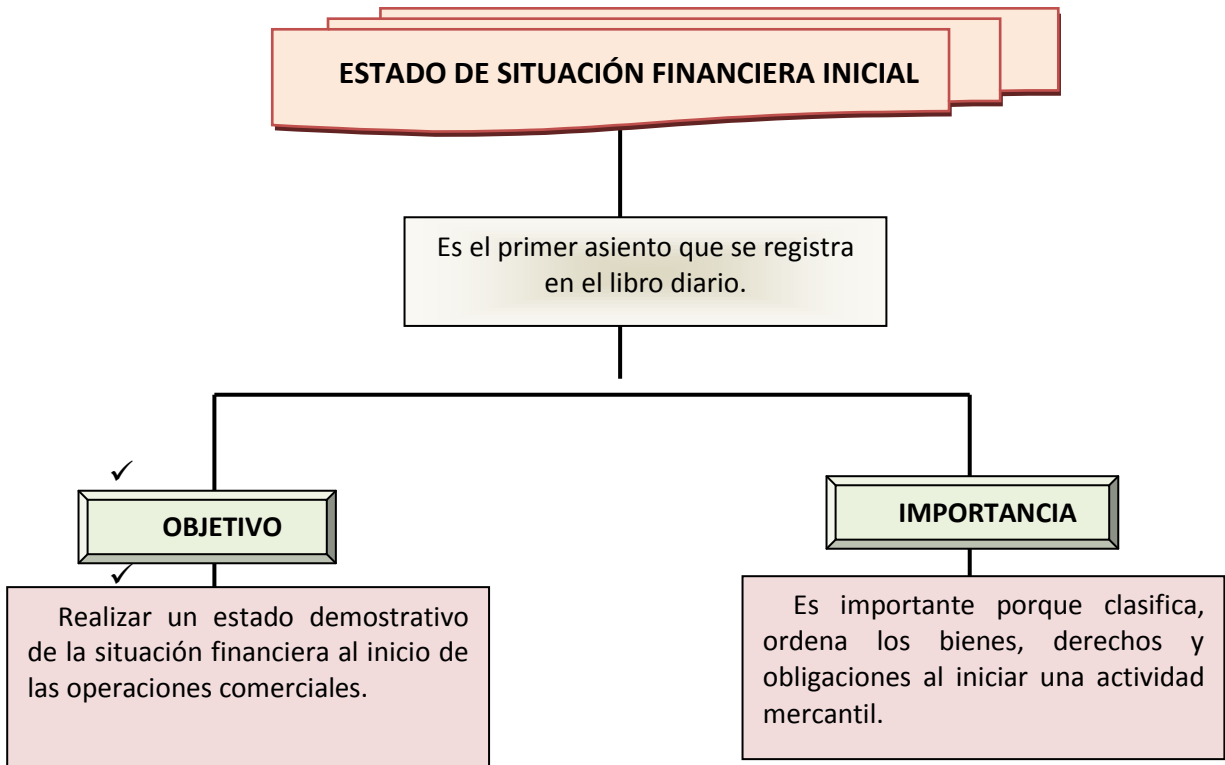 ESTADO DE SITUACIÓN FINANCIERA INICIAL
Es el primer asiento que se registra
en el libro diario.
✓
OBJETIVO
✓
Realizar un estado demostrativo
de la situación financiera al inicio de
las operaciones comerciales.
IMPORTANCIA
Es importante porque clasifica,
ordena los bienes, derechos y
obligaciones al iniciar una actividad
mercantil.